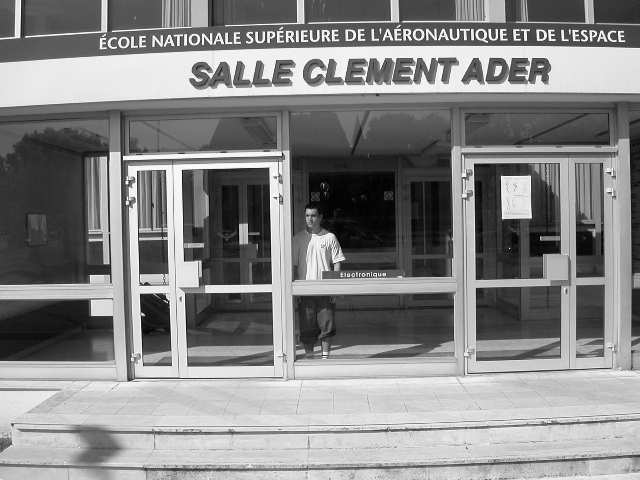 ÉCOLE NATIONALE SUPÉRIEURE DE L'AÉRONAUTIQUE ET DE L'ESPACE
SALLE CLEMENT ADER
Electronique